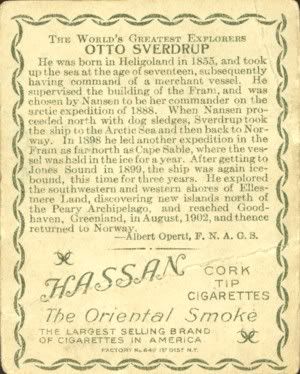 THE WORLD'S GREATEST EXPLORERS
OTTO SVERDRUP
He was born in Heligoland in 1855, and took
up the sea at the age of seventeen, subsequently
having command of a merchant vessel. He
supervised the building of the Fram, and was
chosen by Nansen to be her commander on the
arctic expedition of 1888. When Nansen pro-
ceeded north with dog sledges, Sverdrup took
the ship to the Arctic Sea and then back to Nor-
way. In 1898 he led another expedition in the
Fram as far north as Cape Sable, where the ves-
sel was held in the ice for a year. After getting to
Jones Sound in 1899, the ship was again ice-
bound, this time for three years. He explored
the southwestern and western shores of Elles-
mere Land, discovering new islands north of
the Peary Archipelago, and reached Good-
haven, Greenland, in August, 1902, and thence
returned to Norway.
—Albert Operti, F. N. A. G. S.
HASSAN
CORK
TIP
CIGARETTES
The Oriental Smoke
THE LARGEST SELLING BRAND
OF CIGARETTES IN AMERICA
FACTORY No 649 1st DIST. N.Y.